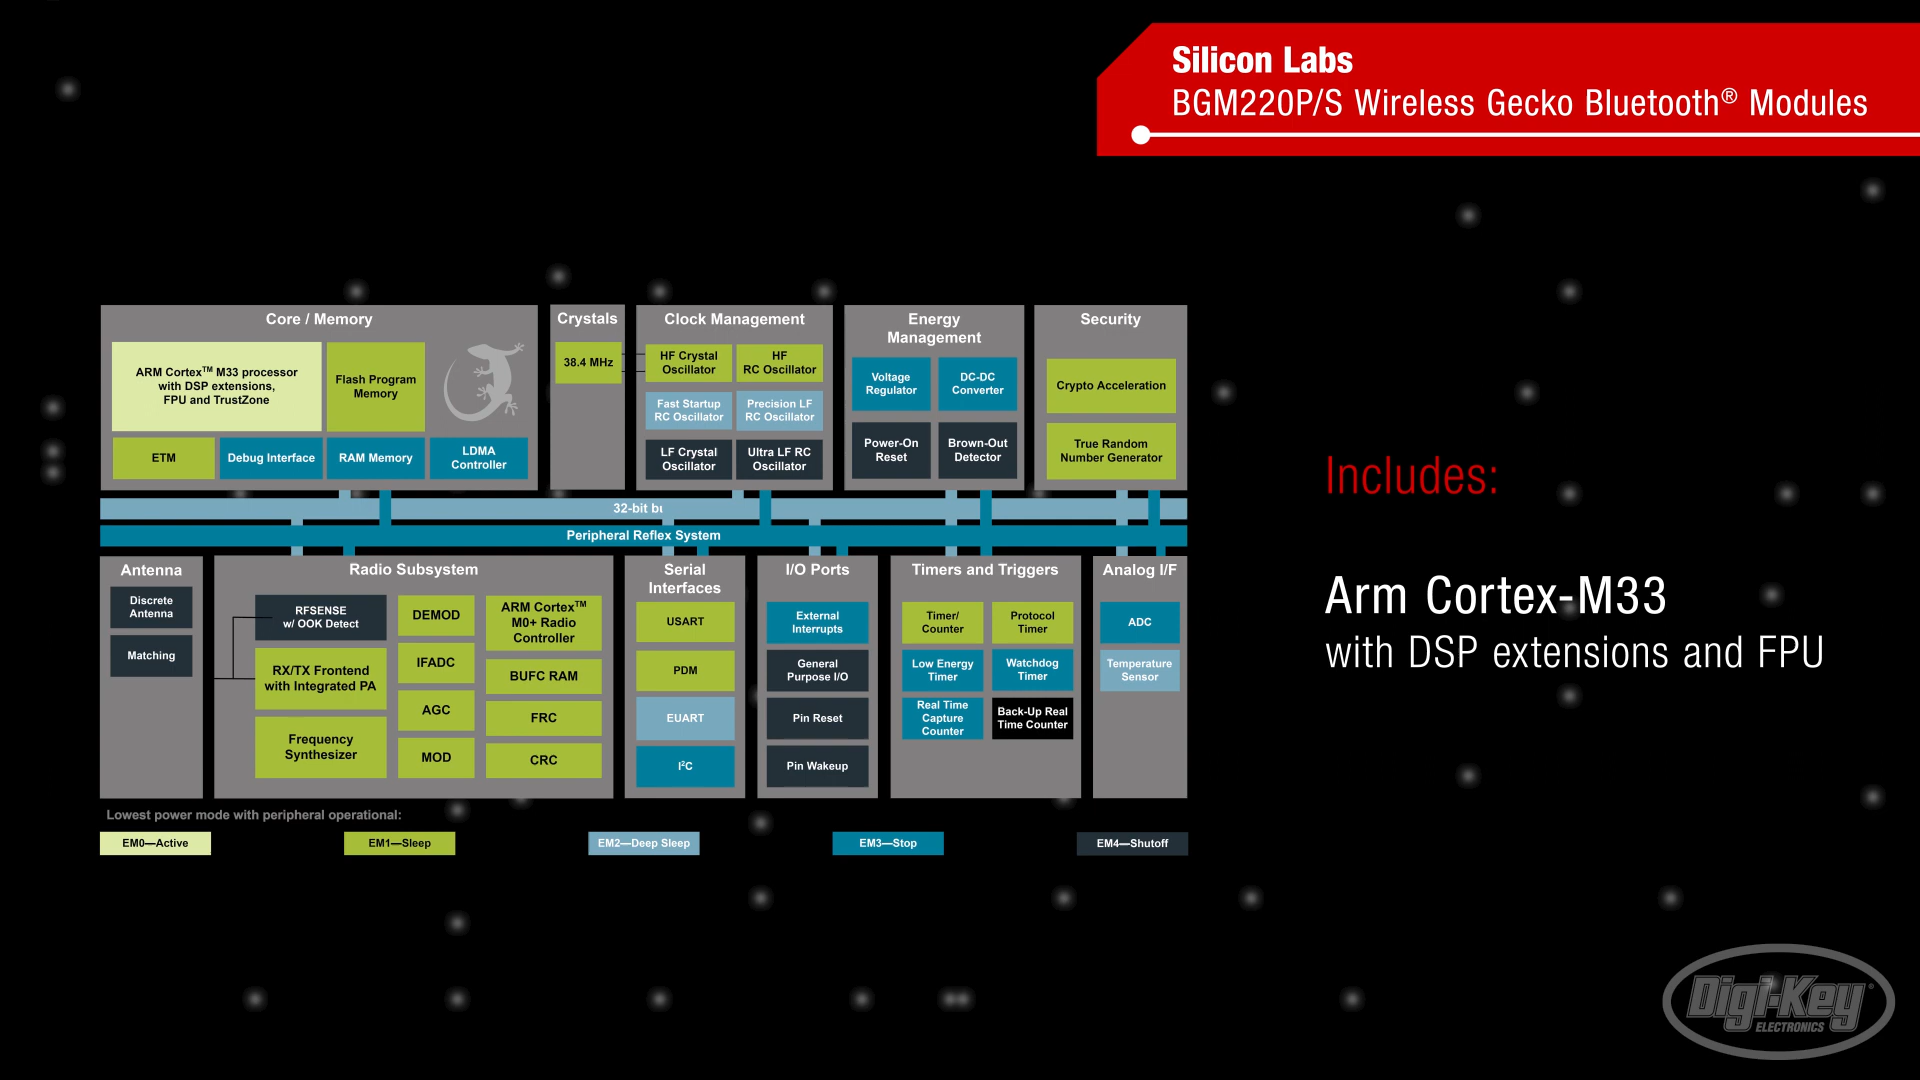 Silicon Labs
BGM220P/S Wireless Gecko Bluetooth® Modules
Core / Memory
ARM Cortex™ M33 processor
with DSP extensions,
FPU and TrustZone
Flash Program
Memory
ETM
Debug Interface
RAM Memory
LDMA
Controller
Crystals
38.4 MHz
Clock Management
HF Crystal
Oscillator
HF
RC Oscillator
Fast Startup
RC Oscillator
Precision LF
RC Oscillator
LF Crystal
Oscillator
Ultra LF RC
Oscillator
Energy
Management
Voltage
Regulator
DC-DC
Converter
Power-On
Reset
Brown-Out
Detector
Security
Crypto Acceleration
True Random
Number Generator
32-bit
Peripheral Reflex System
Antenna
Discrete
Antenna
Matching
Radio Subsystem
RFSENSE
w/ OOK Detect
RX/TX Frontend
with Integrated PA
Frequency
Synthesizer
DEMOD
IFADC
AGC
MOD
ARM Cortex™
M0+ Radio
Controller
BUFC RAM
FRC
CRC
Serial
Interfaces
USART
PDM
EUART
I²C
I/O Ports
External
Interrupts
General
Purpose I/O
Pin Reset
Pin Wakeup
Timers and Triggers
Timer/
Counter
Protocol
Timer
Low Energy
Timer
Watchdog
Timer
Real Time
Capture
Counter
Back-Up Real
Time Counter
Analog I/F
ADC
Temperature
Sensor
Lowest power mode with peripheral operational:
EM0—Active
EM1—Sleep
EM2—Deep Sleep
EM3—Stop
EM4—Shutoff
Includes:
Arm Cortex-M33
with DSP extensions and FPU
Digi-Key®
ELECTRONICS